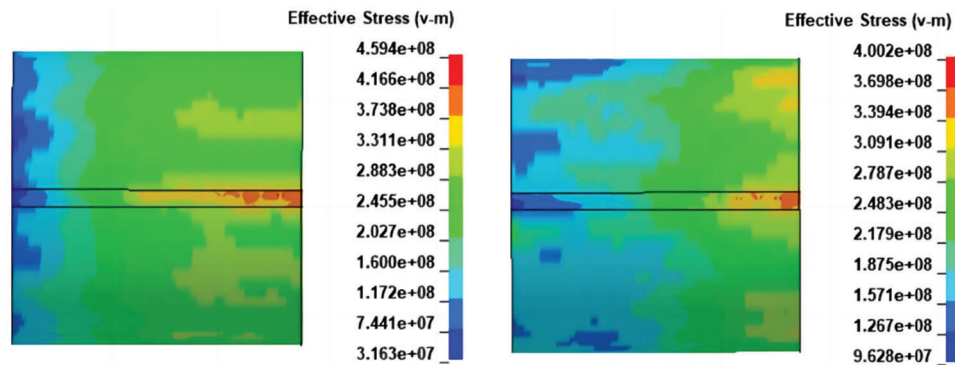 Effective Stress (v-m)
4.594e+08
4.166e+08
3.738e+08
3.311e+08
2.883e+08
2.455e+08
2.027e+08
1.600e+08
1.172e+08
7.441e+07
3.163e+07
Effective Stress (v-m)
4.002e+08
3.698e+08
3.394e+08
3.091e+08
2.787e+08
2.483e+08
2.179e+08
1.875e+08
1.571e+08
1.267e+08
9.628e+07